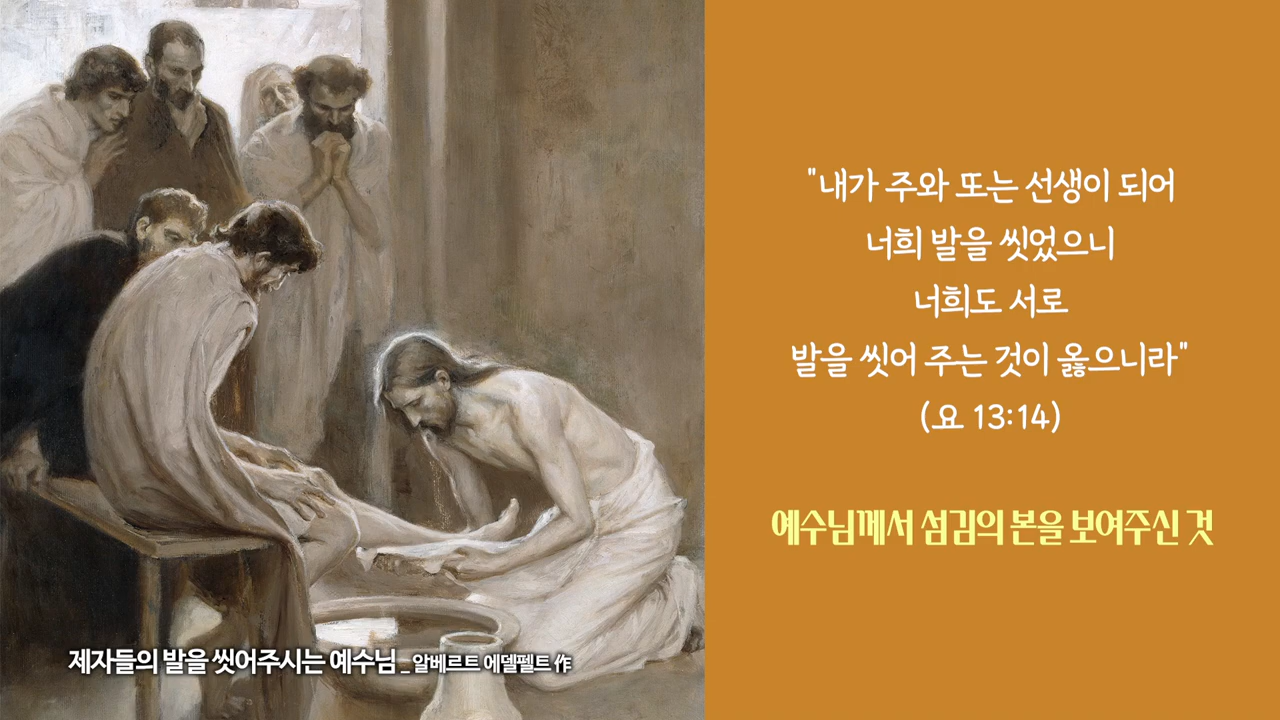 "내가 주와 또는 선생이 되어
너희 발을 씻었으니
너희도 서로
발을 씻어 주는 것이 옳으니라"
(요 13:14)
예수님께서 섬김의 본을 보여주신 것
제자들의 발을 씻어주시는 예수님 _ 알베르트 에델펠트 作